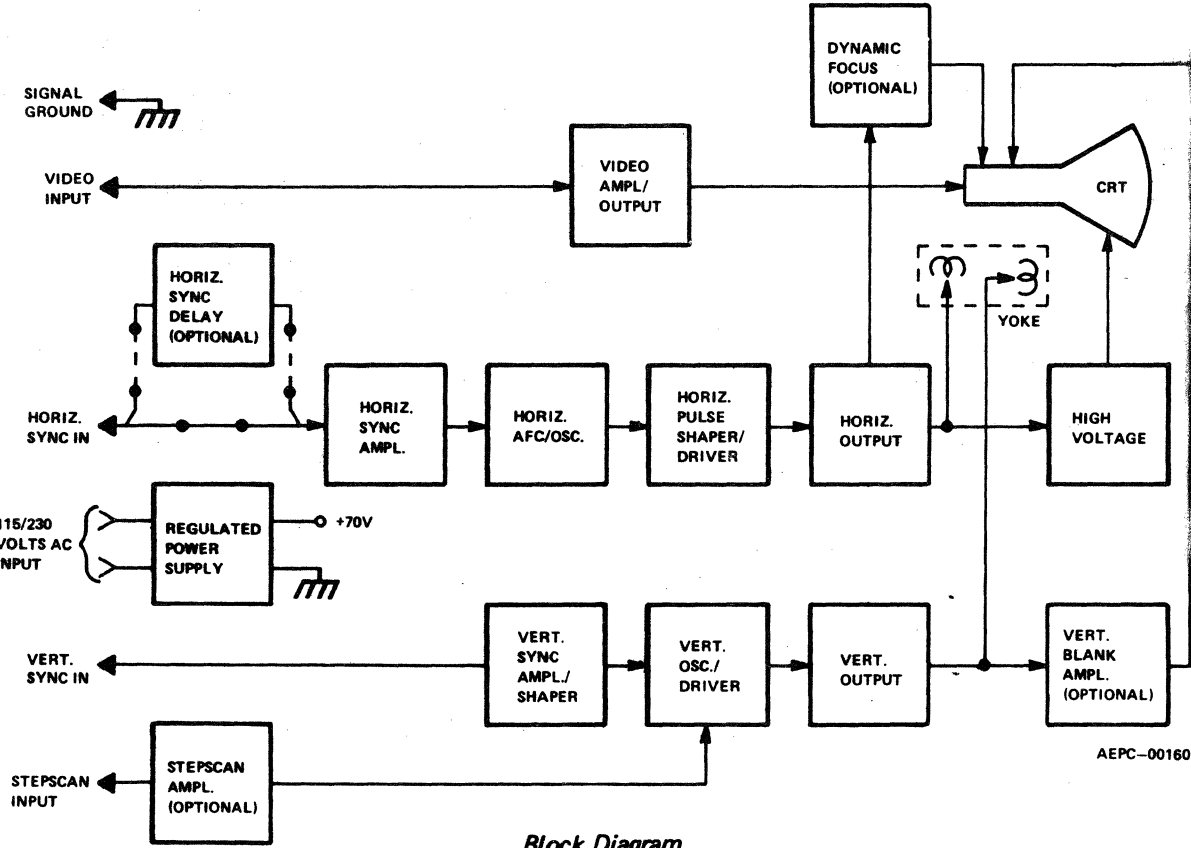 DYNAMIC
FOCUS
(OPTIONAL)
SIGNAL
GROUND
VIDEO
INPUT
VIDEO
AMPL/
OUTPUT
CRT
HORIZ.
SYNC
DELAY
(OPTIONAL)
YOKE
HORIZ.
SYNC IN
HORIZ.
SYNC
AMPL.
HORIZ.
AFC/OSC.
HORIZ.
PULSE
SHAPER/
DRIVER
HORIZ.
OUTPUT
HIGH
VOLTAGE
115/230
VOLTS AC
INPUT
REGULATED
POWER
SUPPLY
+70V
VERT.
SYNC IN
VERT.
SYNC
AMPL./
SHAPER
VERT.
OSC./
DRIVER
VERT.
OUTPUT
VERT.
BLANK
AMPL.
(OPTIONAL)
AEPC-00160
STEPSCAN
INPUT
STEPSCAN
AMPL.
(OPTIONAL)
Block Diagram